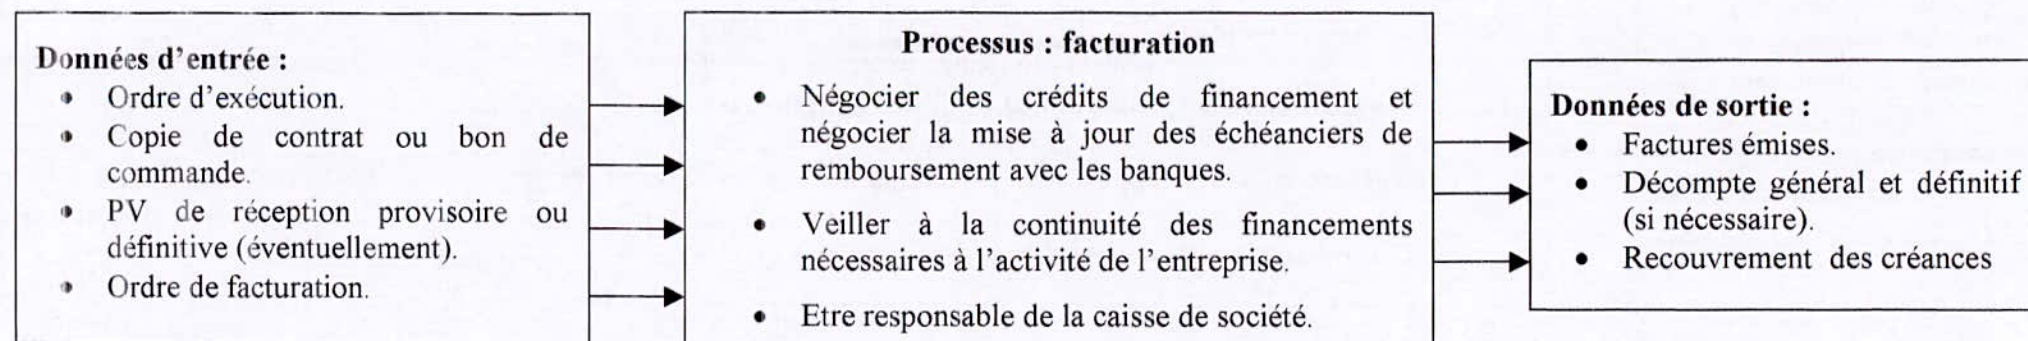 Données d'entrée :
• Ordre d'exécution.
• Copie de contrat ou bon de
commande.
• PV de réception provisoire ou
définitive (éventuellement).
• Ordre de facturation.
Processus : facturation
• Négocier des crédits de financement et
négocier la mise à jour des échéanciers de
remboursement avec les banques.
• Veiller à la continuité des financements
nécessaires à l'activité de l'entreprise.
• Etre responsable de la caisse de société.
Données de sortie :
• Factures émises.
• Décompte général et définitif
(si nécessaire).
• Recouvrement des créances